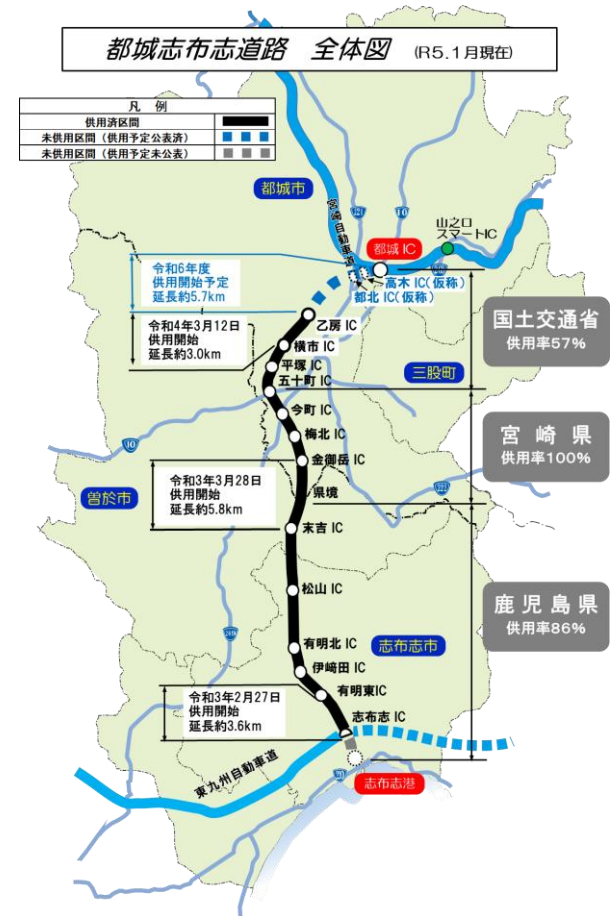 都城志布志道路 全体図 (R5.1月現在)
凡 例
供用済区間
未供用区間(供用予定公表済)
未供用区間(供用予定未公表)
都城市
宮崎自動車道
221
10
山之口
スマートIC
都城 IC
令和6年度
供用開始予定
延長約5.7km
高木 IC(仮称)
都北 IC(仮称)
乙房 IC
国土交通省
供用率57%
令和4年3月12日
供用開始
延長約3.0km
横市 IC
平塚 IC
三股町
五十町 IC
今町 IC
梅北 IC
宮崎県
供用率100%
10
金御岳 IC
令和3年3月28日
供用開始
延長約5.8km
曽於市
県境
222
末吉 IC
松山 IC
鹿児島県
供用率86%
有明北 IC
志布志市
伊﨑田 IC
令和3年2月27日
供用開始
延長約3.6km
有明東IC
志布志 IC
東九州自動車道
志布志港